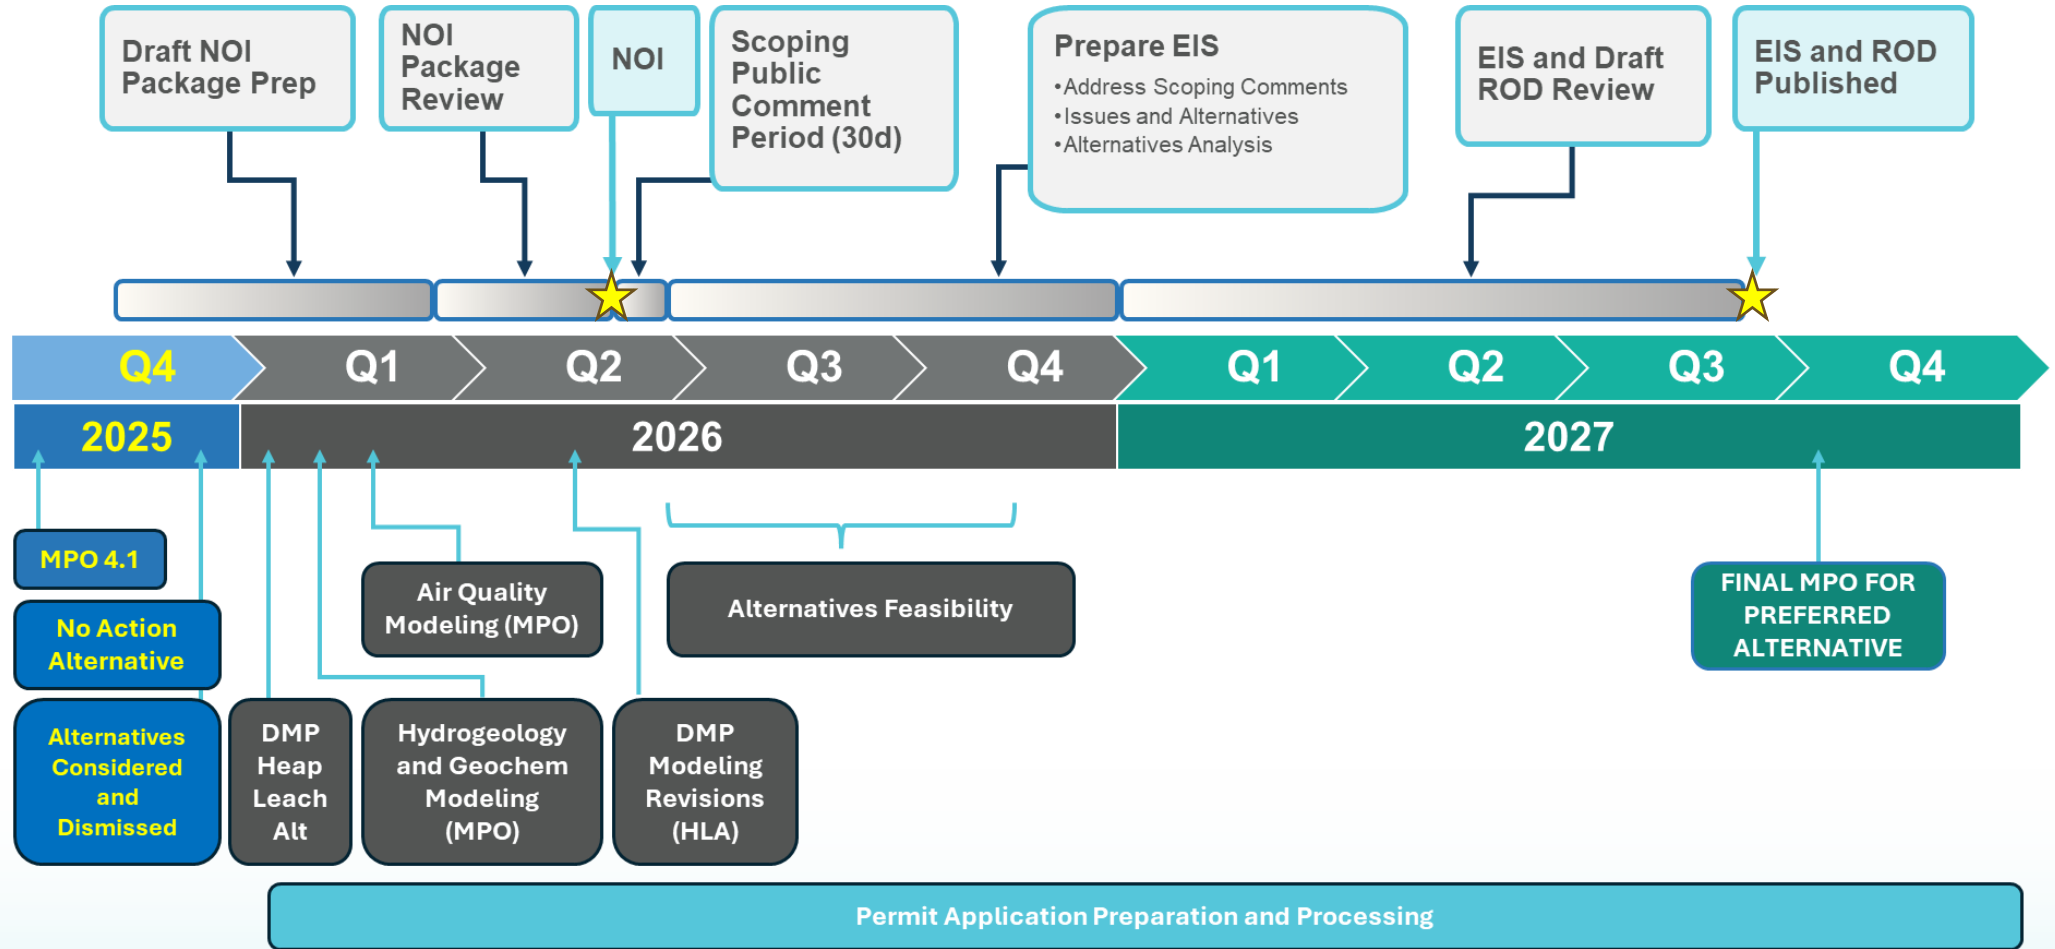 Draft NOI
Package Prep
NOI
Package
Review
NOI
Scoping
Public
Comment
Period (30d)
Prepare EIS
•Address Scoping Comments
•Issues and Alternatives
•Alternatives Analysis
EIS and Draft
ROD Review
EIS and ROD
Published
Q4
Q1
Q2
Q3
Q4
Q1
Q2
Q3
Q4
2025
2026
2027
MPO 4.1
No Action
Alternative
Alternatives
Considered
and
Dismissed
DMP
Heap
Leach
Alt
Air Quality
Modeling (MPO)
Hydrogeology
and Geochem
Modeling
(MPO)
DMP
Modeling
Revisions
(HLA)
Alternatives Feasibility
FINAL MPO FOR
PREFERRED
ALTERNATIVE
Permit Application Preparation and Processing